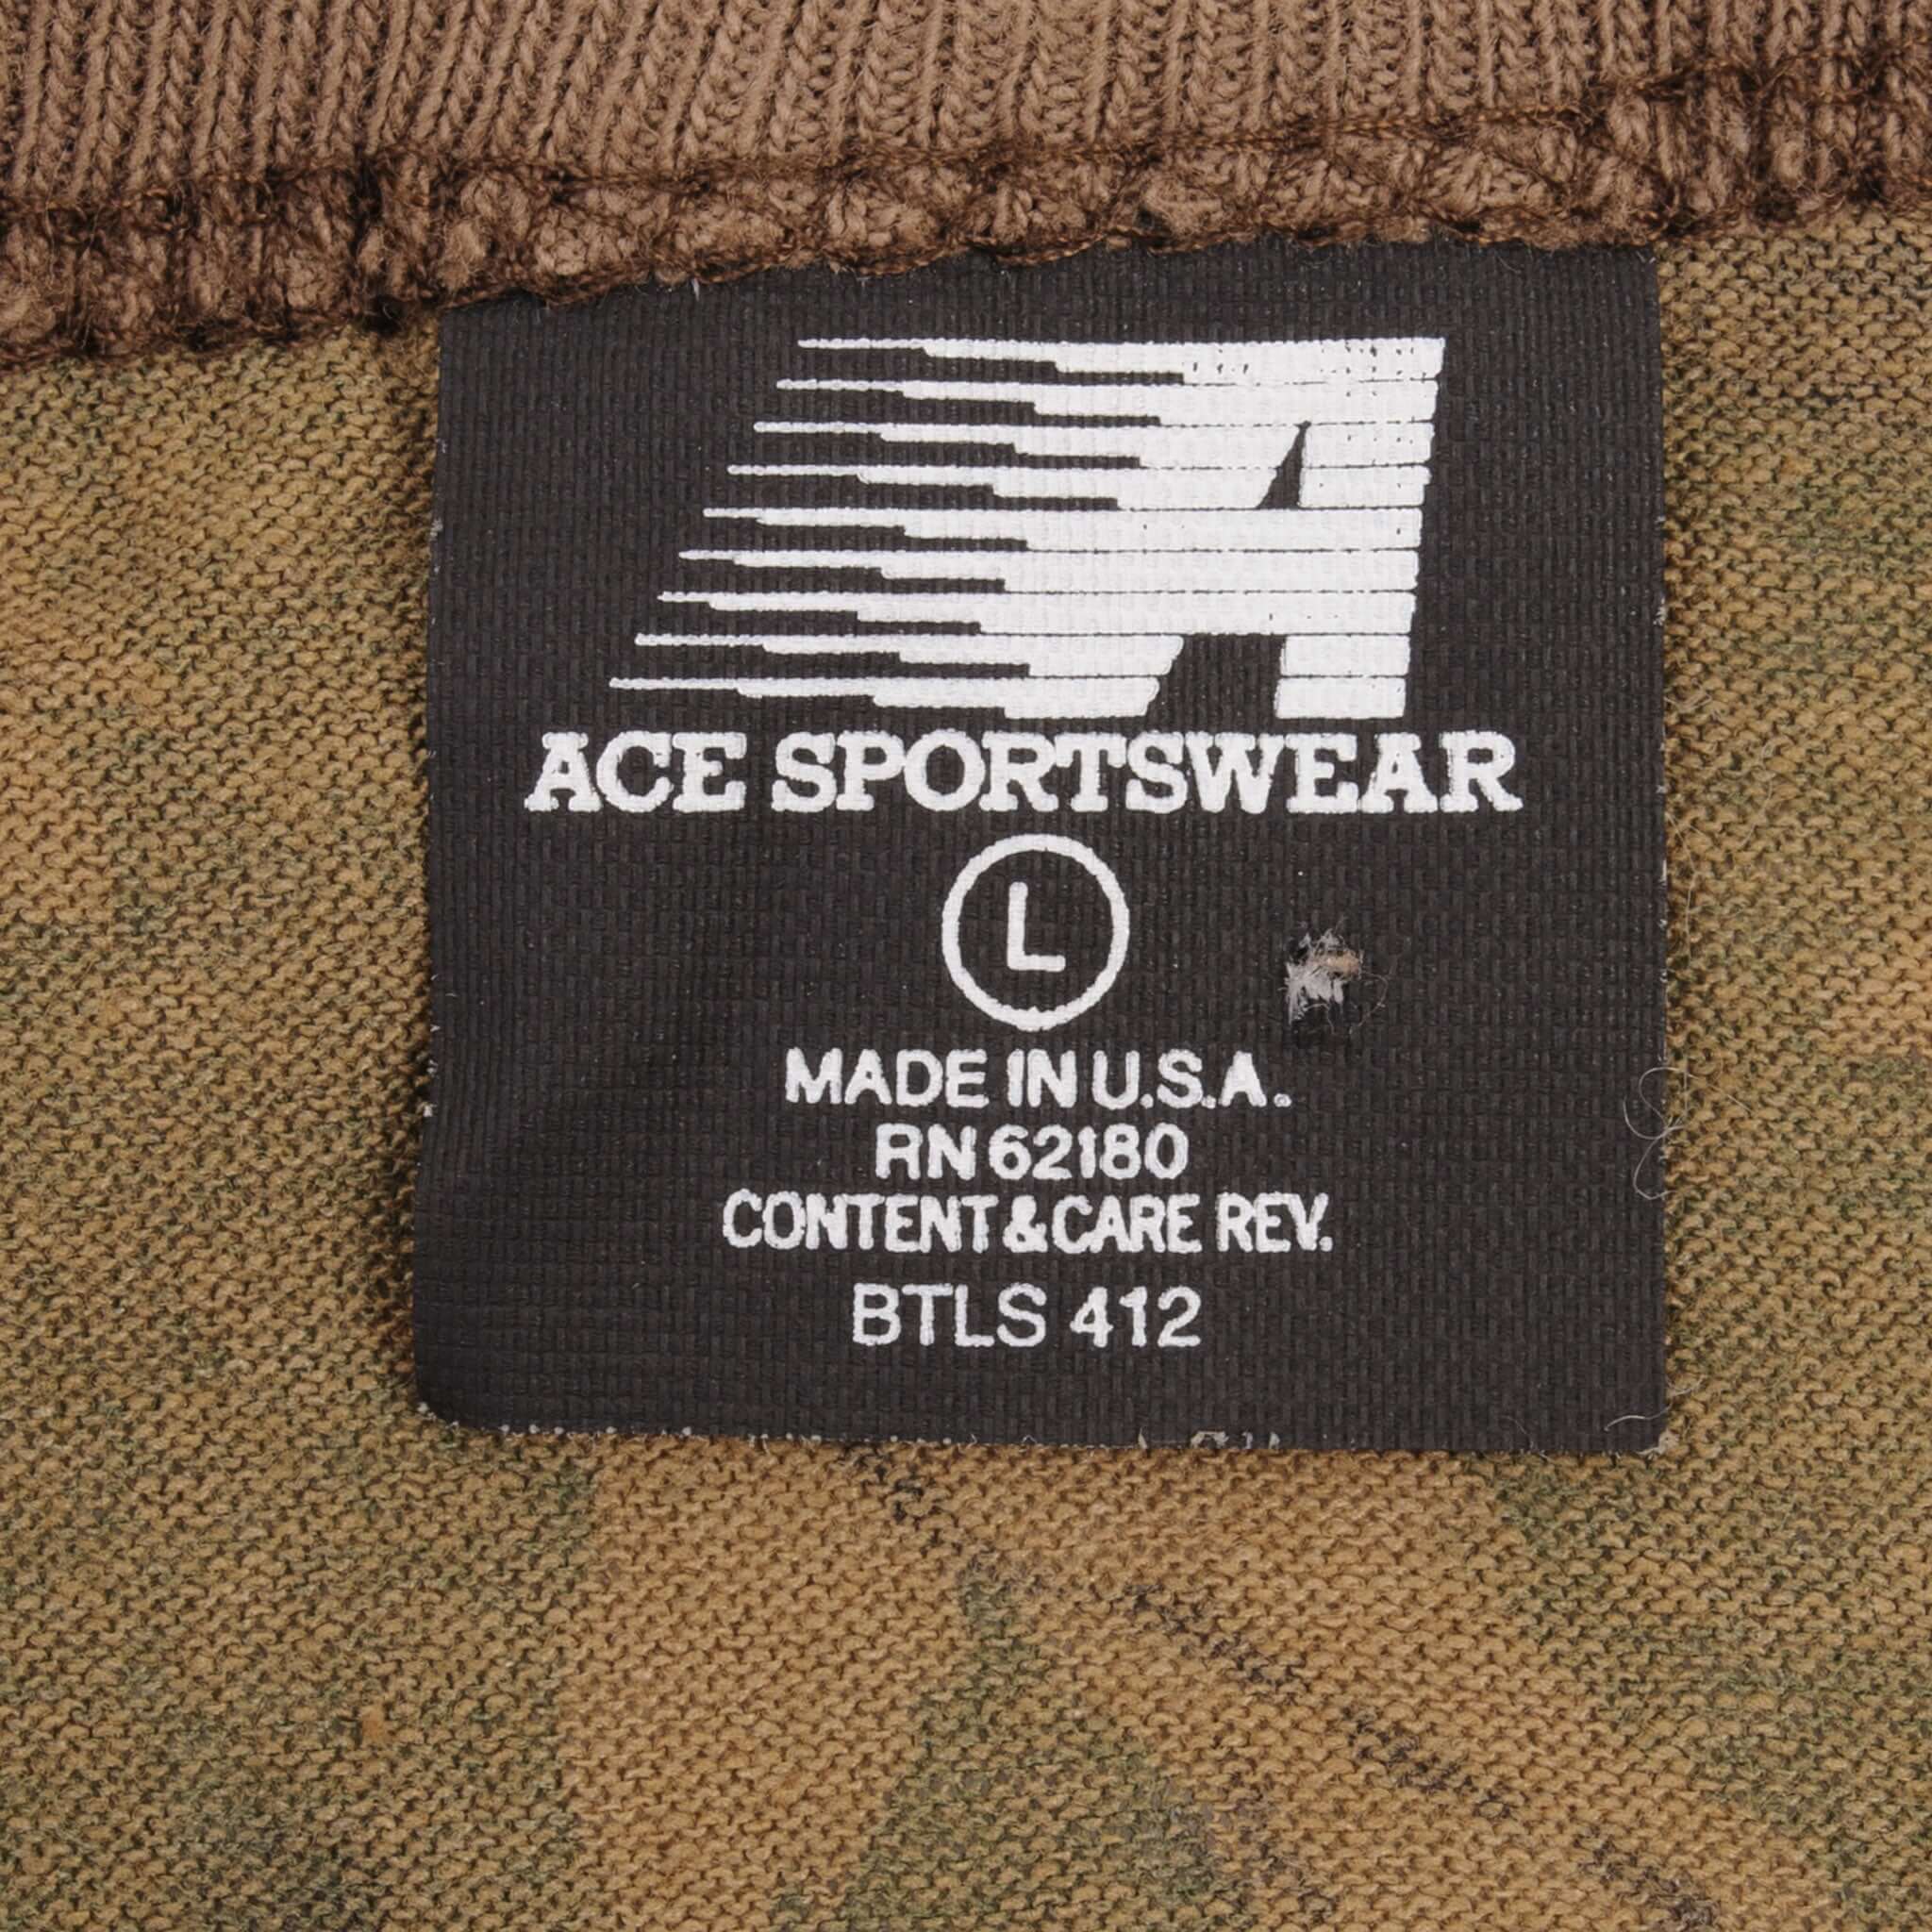 A
ACE SPORTSWEAR
L
MADE IN U.S.A.
RN 62180
CONTENT & CARE REV.
BTLS 412